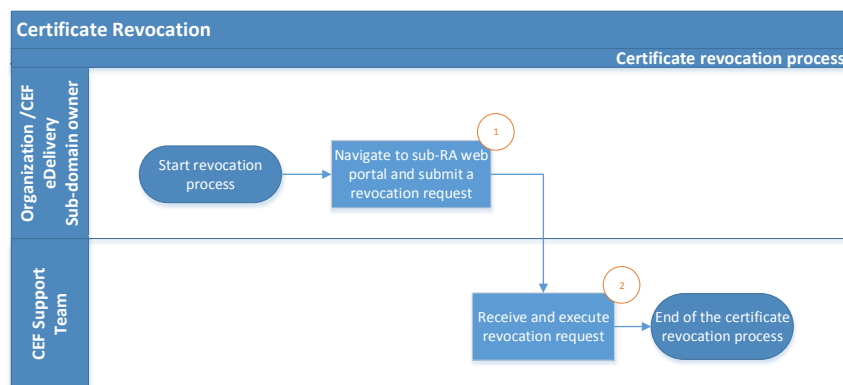 Certificate Revocation
Certificate revocation process
Organization /CEF
eDelivery
Sub-domain owner
Start revocation
process
1
Navigate to sub-RA web
portal and submit a
revocation request
CEF Support
Team
2
Receive and execute
revocation request
End of the certificate
revocation process